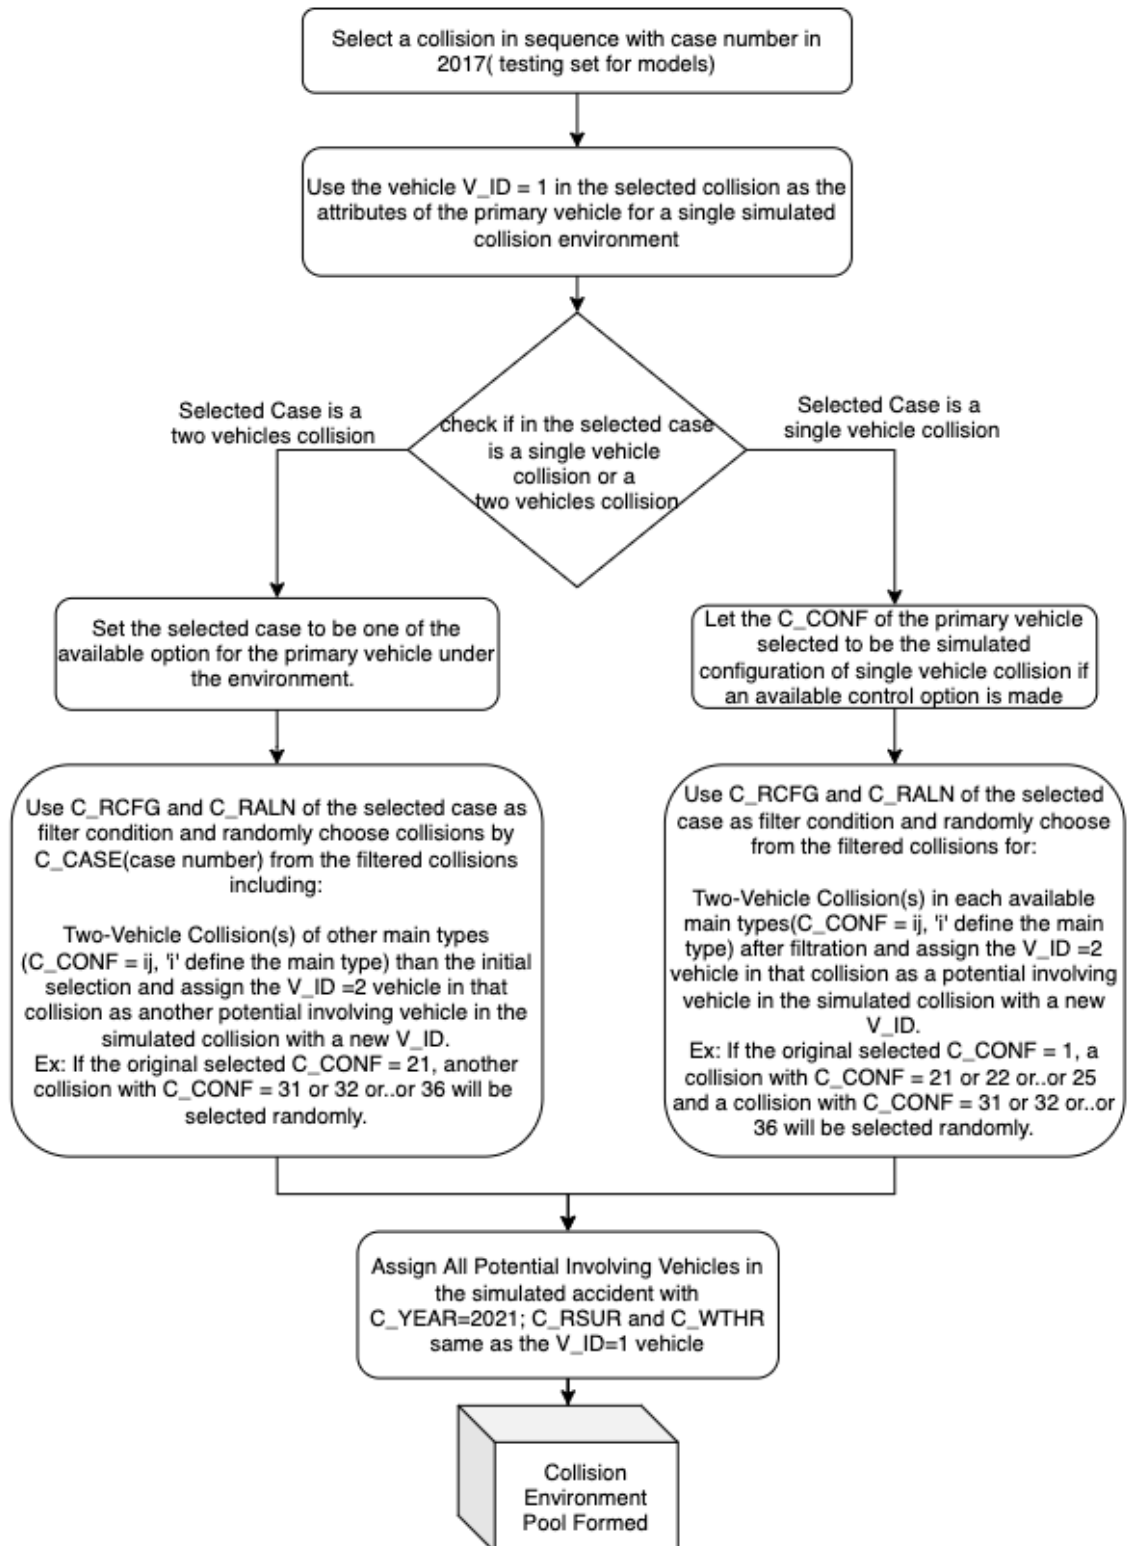 Select a collision in sequence with case number in
2017( testing set for models)
Use the vehicle V_ID = 1 in the selected collision as the
attributes of the primary vehicle for a single simulated
collision environment
Selected Case is a
two vehicles collision
check if in the selected case
is a single vehicle
collision or a
two vehicles collision
Selected Case is a
single vehicle collision
Set the selected case to be one of the
available option for the primary vehicle under
the environment.
Let the C_CONF of the primary vehicle
selected to be the simulated
configuration of single vehicle collision if
an available control option is made
Use C_RCFG and C_RALN of the selected case as
filter condition and randomly choose collisions by
C_CASE(case number) from the filtered collisions
including:
Two-Vehicle Collision(s) of other main types
(C_CONF = ij, 'i' define the main type) than the initial
selection and assign the V_ID =2 vehicle in that
collision as another potential involving vehicle in the
simulated collision with a new V_ID.
Ex: If the original selected C_CONF = 21, another
collision with C_CONF = 31 or 32 or..or 36 will be
selected randomly.
Use C_RCFG and C_RALN of the selected
case as filter condition and randomly choose
from the filtered collisions for:
Two-Vehicle Collision(s) in each available
main types(C_CONF = ij, 'i' define the main
type) after filtration and assign the V_ID =2
vehicle in that collision as a potential involving
vehicle in the simulated collision with a new
V_ID.
Ex: If the original selected C_CONF = 1, a
collision with C_CONF = 21 or 22 or..or 25
and a collision with C_CONF = 31 or 32 or..or
36 will be selected randomly.
Assign All Potential Involving Vehicles in
the simulated accident with
C_YEAR=2021; C_RSUR and C_WTHR
same as the V_ID=1 vehicle
Collision
Environment
Pool Formed